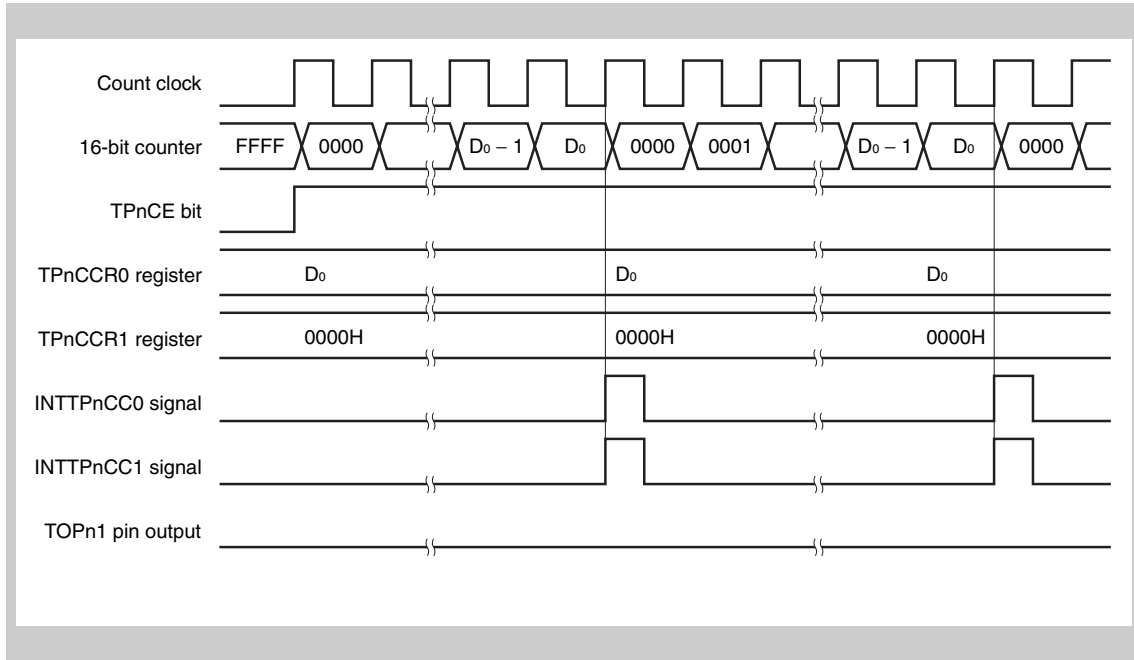 Count clock
16-bit counter FFFF 0000 D₀ − 1 D₀ 0000 0001 D₀ − 1 D₀ 0000
TPnCE bit
TPnCCR0 register D₀ D₀ D₀
TPnCCR1 register 0000H 0000H 0000H
INTTPnCC0 signal
INTTPnCC1 signal
TOPn1 pin output